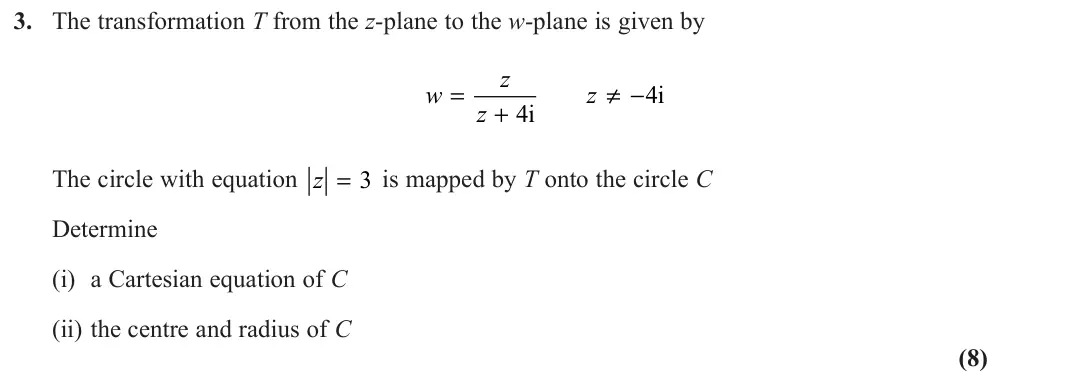 3. The transformation T from the z-plane to the w-plane is given by
w = z / (z + 4i)    z ≠ −4i
The circle with equation |z| = 3 is mapped by T onto the circle C
Determine
(i) a Cartesian equation of C
(ii) the centre and radius of C
(8)